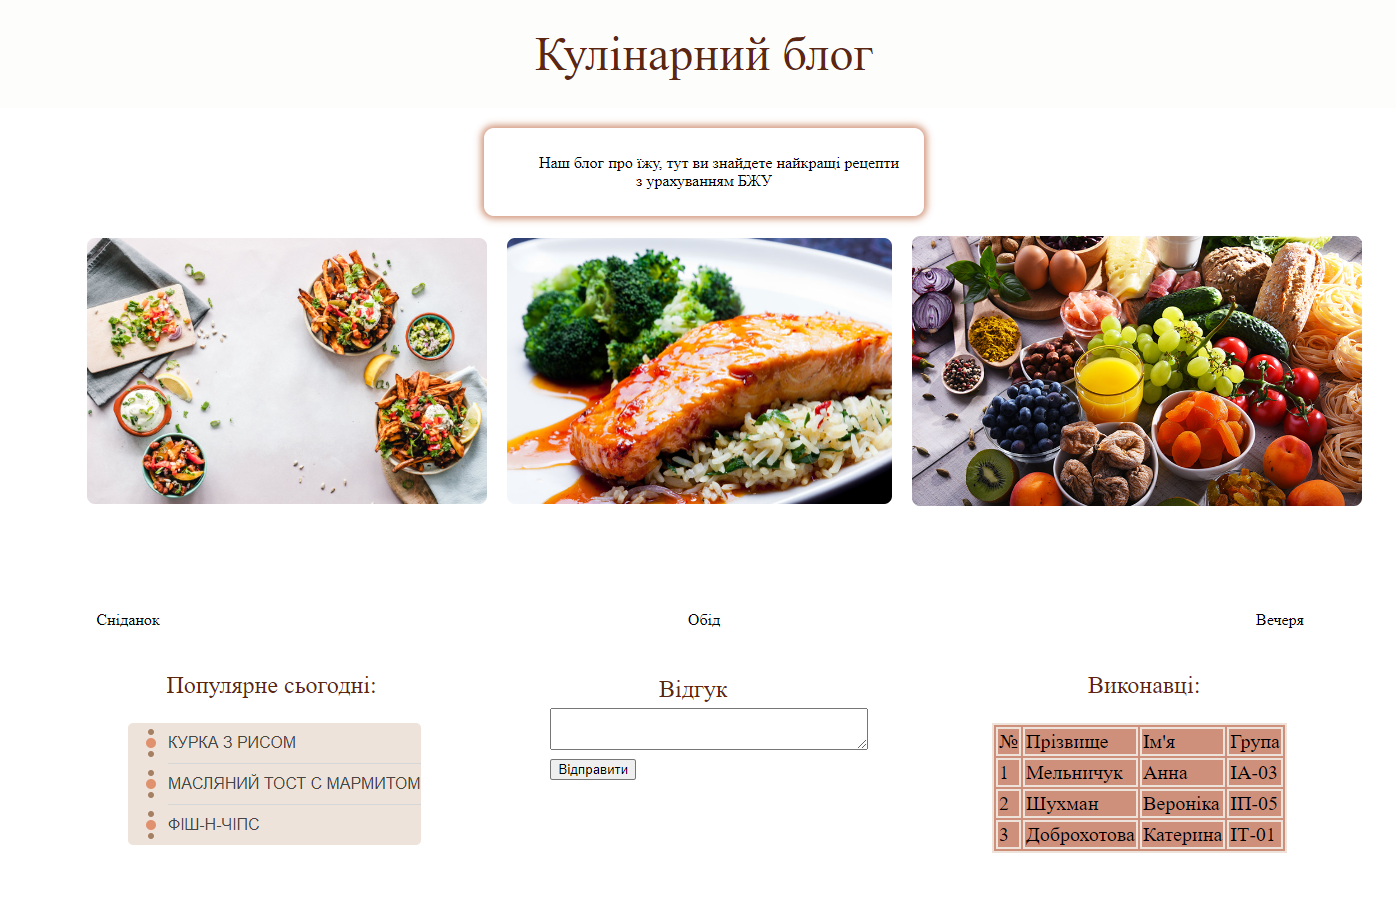 Кулінарний блог
Наш блог про їжу, тут ви знайдете найкращі рецепти
з урахуванням БЖУ
Сніданок
Обід
Вечеря
Популярне сьогодні:
КУРКА З РИСОМ
МАСЛЯНИЙ ТОСТ С МАРМИТОМ
ФІШ-Н-ЧІПС
Відгук
Відправити
Виконавці:
№ Прізвище Ім'я Група
1 Мельничук Анна ІА-03
2 Шухман Вероніка ІП-05
3 Доброхотова Катерина ІТ-01